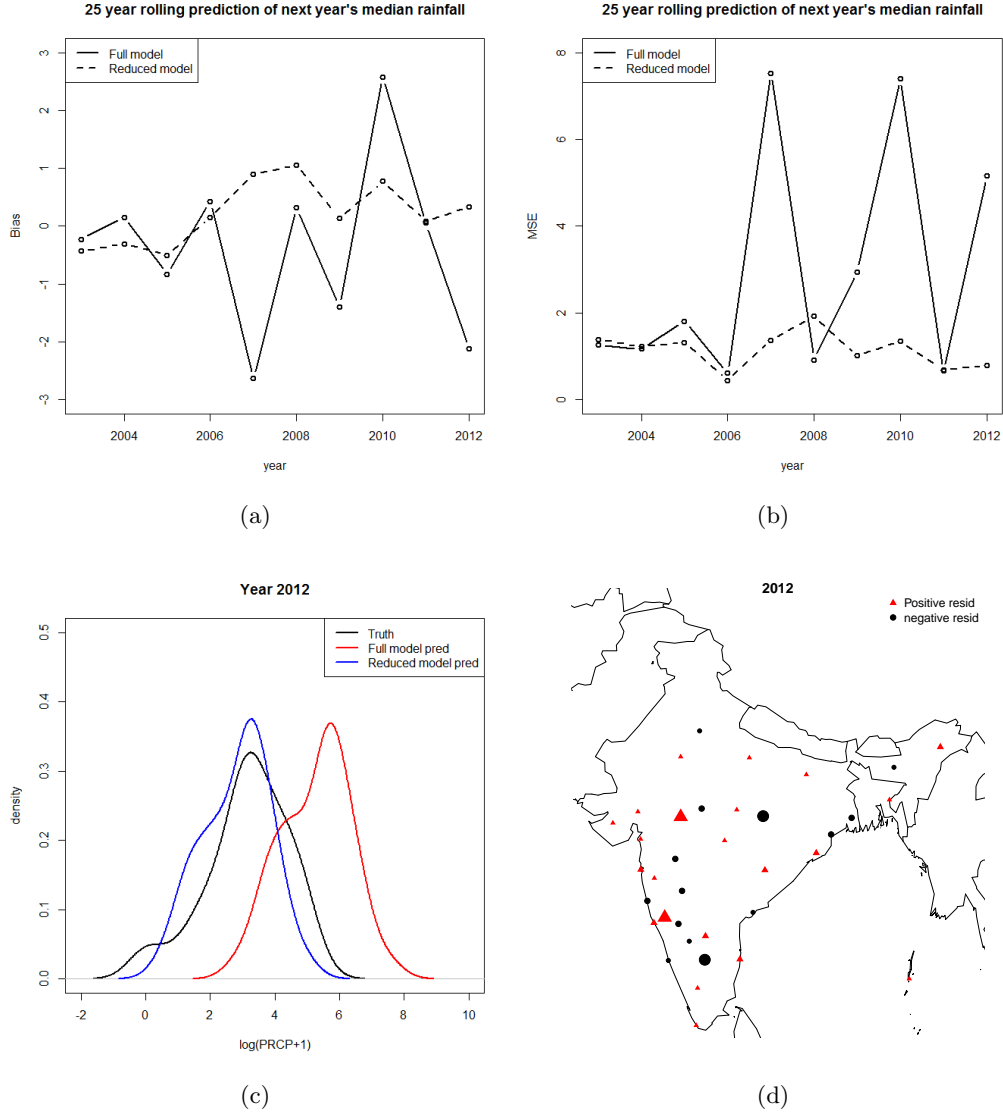 25 year rolling prediction of next year's median rainfall
Full model
Reduced model
Bias
3
2
1
0
-1
-2
-3
2004 2006 2008 2010 2012
year
(a)
25 year rolling prediction of next year's median rainfall
Full model
Reduced model
MSE
8
6
4
2
0
2004 2006 2008 2010 2012
year
(b)
Year 2012
Truth
Full model pred
Reduced model pred
density
0.5
0.4
0.3
0.2
0.1
0.0
-2 0 2 4 6 8 10
log(PRCP+1)
(c)
2012
Positive resid
negative resid
(d)